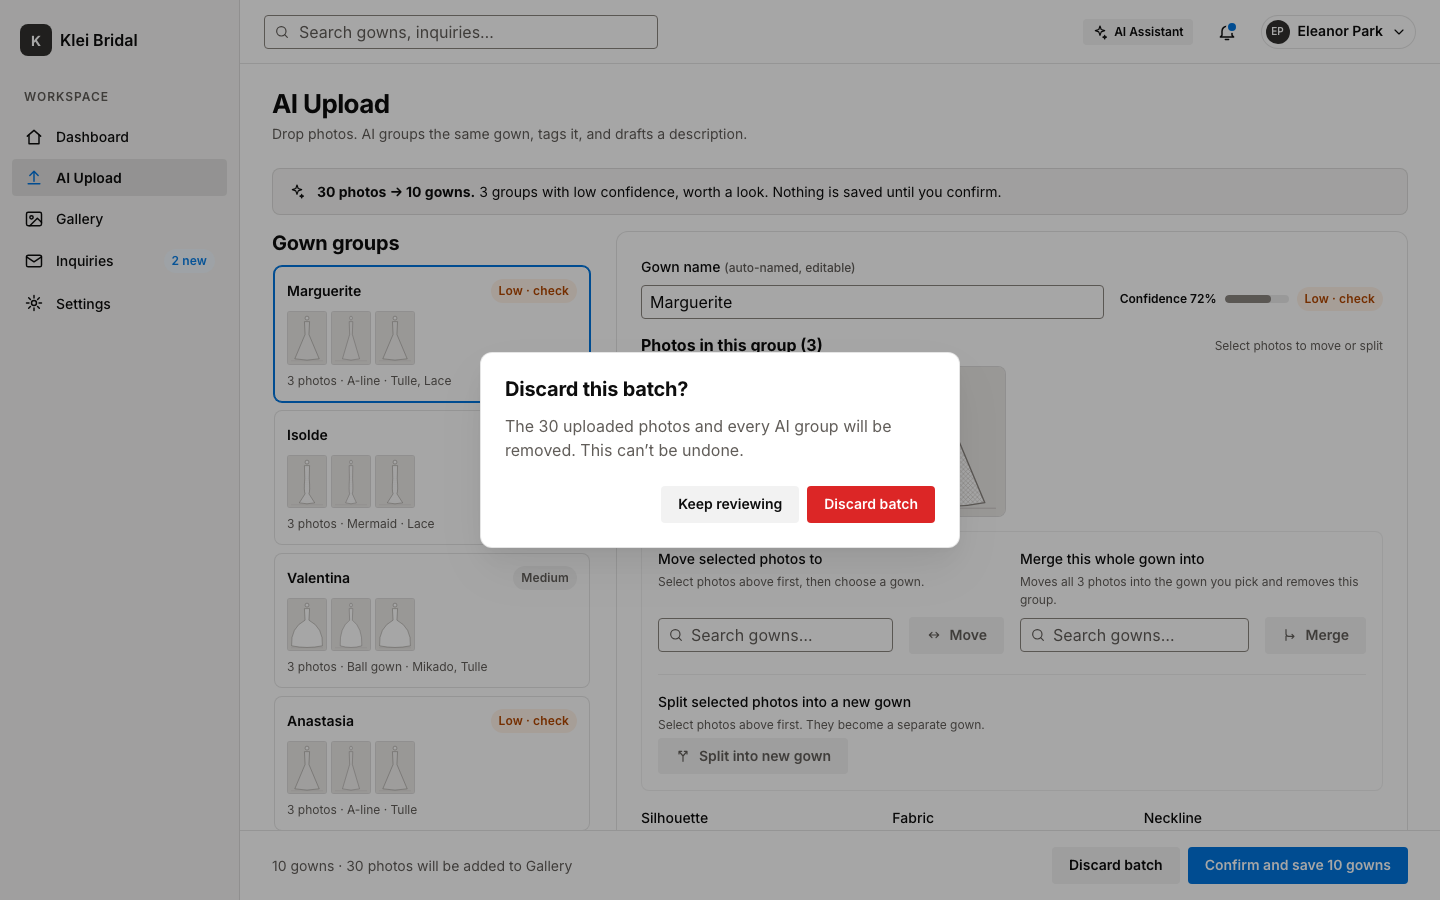 K
Klei Bridal
Search gowns, inquiries...
AI Assistant
EP
Eleanor Park
WORKSPACE
Dashboard
AI Upload
Gallery
Inquiries
2 new
Settings
AI Upload
Drop photos. AI groups the same gown, tags it, and drafts a description.
30 photos → 10 gowns. 3 groups with low confidence, worth a look. Nothing is saved until you confirm.
Gown groups
Marguerite
Low · check
3 photos · A-line · Tulle, Lace
Isolde
3 photos · Mermaid · Lace
Valentina
Medium
3 photos · Ball gown · Mikado, Tulle
Anastasia
Low · check
3 photos · A-line · Tulle
Gown name (auto-named, editable)
Marguerite
Confidence 72%
Low · check
Photos in this group (3)
Select photos to move or split
Discard this batch?
The 30 uploaded photos and every AI group will be
removed. This can’t be undone.
Keep reviewing
Discard batch
Move selected photos to
Select photos above first, then choose a gown.
Search gowns...
Move
Merge this whole gown into
Moves all 3 photos into the gown you pick and removes this
group.
Search gowns...
Merge
Split selected photos into a new gown
Select photos above first. They become a separate gown.
Split into new gown
Silhouette
Fabric
Neckline
10 gowns · 30 photos will be added to Gallery
Discard batch
Confirm and save 10 gowns